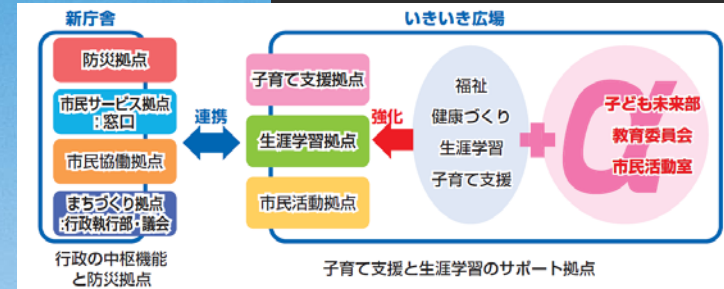 新庁舎
防災拠点
市民サービス拠点
：窓口
市民協働拠点
まちづくり拠点
：行政執行部・議会
行政の中枢機能
と防災拠点
連携
いきいき広場
子育て支援拠点
生涯学習拠点
市民活動拠点
強化
福祉
健康づくり
生涯学習
子育て支援
＋
α
子ども未来部
教育委員会
市民活動室
子育て支援と生涯学習のサポート拠点